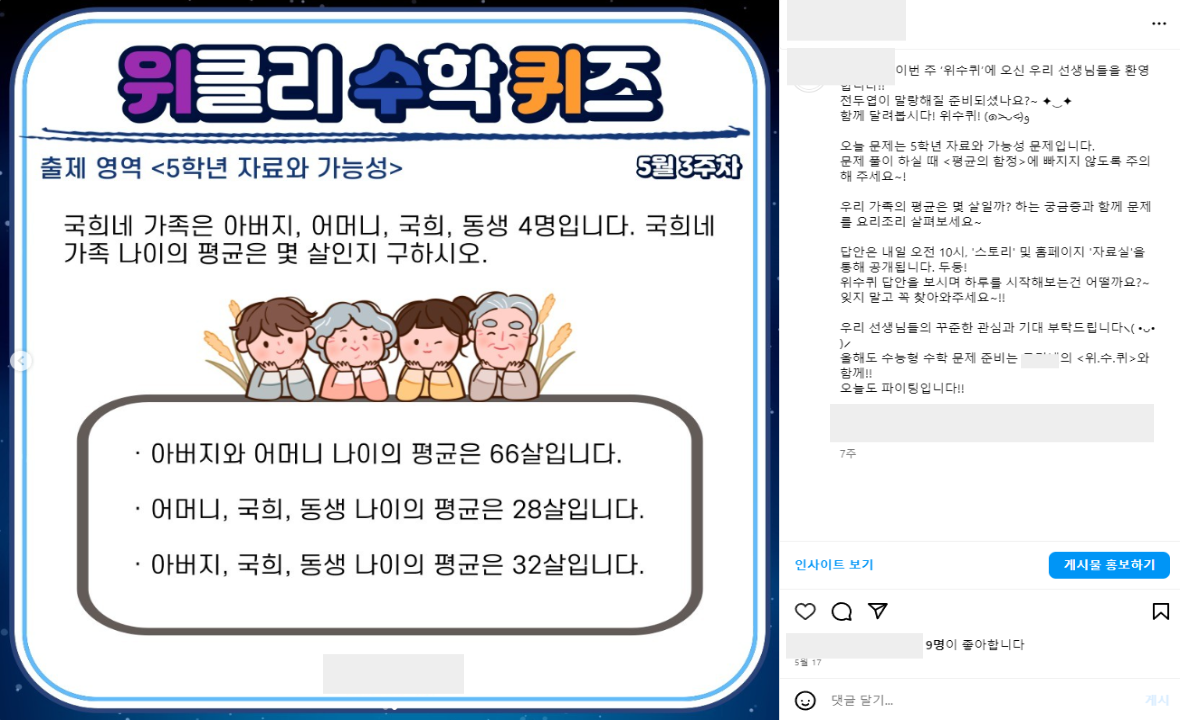 위클리 수학 퀴즈
출제 영역 <5학년 자료와 가능성>
5월 3주차
국희네 가족은 아버지, 어머니, 국희, 동생 4명입니다. 국희네
가족 나이의 평균은 몇 살인지 구하시오.
· 아버지와 어머니 나이의 평균은 66살입니다.
· 어머니, 국희, 동생 나이의 평균은 28살입니다.
· 아버지, 국희, 동생 나이의 평균은 32살입니다.
이번 주 '위수퀴'에 오신 우리 선생님들을 환영
합니다!!
전두엽이 말랑해질 준비되셨나요?~ ✦‿✦
함께 달려봅시다! 위수퀴! (๑˃̵ᴗ˂̵)و
오늘 문제는 5학년 자료와 가능성 문제입니다.
문제 풀이 하실 때 <평균의 함정>에 빠지지 않도록 주의
해 주세요~!
우리 가족의 평균은 몇 살일까? 하는 궁금증과 함께 문제
를 요리조리 살펴보세요~
답안은 내일 오전 10시, '스토리' 및 홈페이지 '자료실'을
통해 공개됩니다. 두둥!
위수퀴 답안을 보시며 하루를 시작해보는건 어떨까요?~
잊지 말고 꼭 찾아와주세요~!!
우리 선생님들의 꾸준한 관심과 기대 부탁드립니다ヽ( •ᴗ•
)ノ
올해도 수능형 수학 문제 준비는 의 <위.수.퀴>와
함께!!
오늘도 파이팅입니다!!
7주
인사이트 보기
게시물 홍보하기
9명이 좋아합니다
5월 17
댓글 달기...
게시